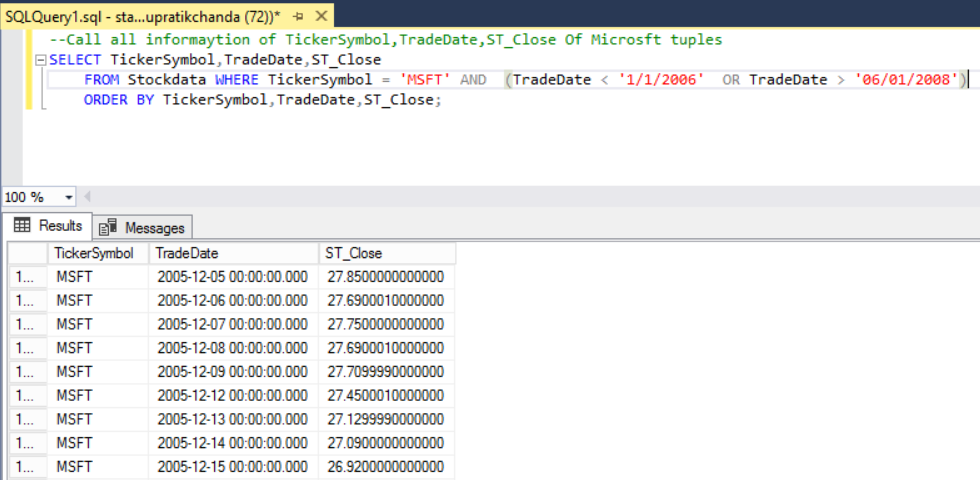 SQLQuery1.sql - sta...upratikchanda (72))*
--Call all informaytion of TickerSymbol,TradeDate,ST_Close Of Microsft tuples
SELECT TickerSymbol,TradeDate,ST_Close
FROM Stockdata WHERE TickerSymbol = 'MSFT' AND (TradeDate < '1/1/2006' OR TradeDate > '06/01/2008')
ORDER BY TickerSymbol,TradeDate,ST_Close;
100 %
Results Messages
TickerSymbol TradeDate ST_Close
1... MSFT 2005-12-05 00:00:00.000 27.8500000000000
1... MSFT 2005-12-06 00:00:00.000 27.6900010000000
1... MSFT 2005-12-07 00:00:00.000 27.7500000000000
1... MSFT 2005-12-08 00:00:00.000 27.6900010000000
1... MSFT 2005-12-09 00:00:00.000 27.7099990000000
1... MSFT 2005-12-12 00:00:00.000 27.4500010000000
1... MSFT 2005-12-13 00:00:00.000 27.1299990000000
1... MSFT 2005-12-14 00:00:00.000 27.0900000000000
1... MSFT 2005-12-15 00:00:00.000 26.9200000000000